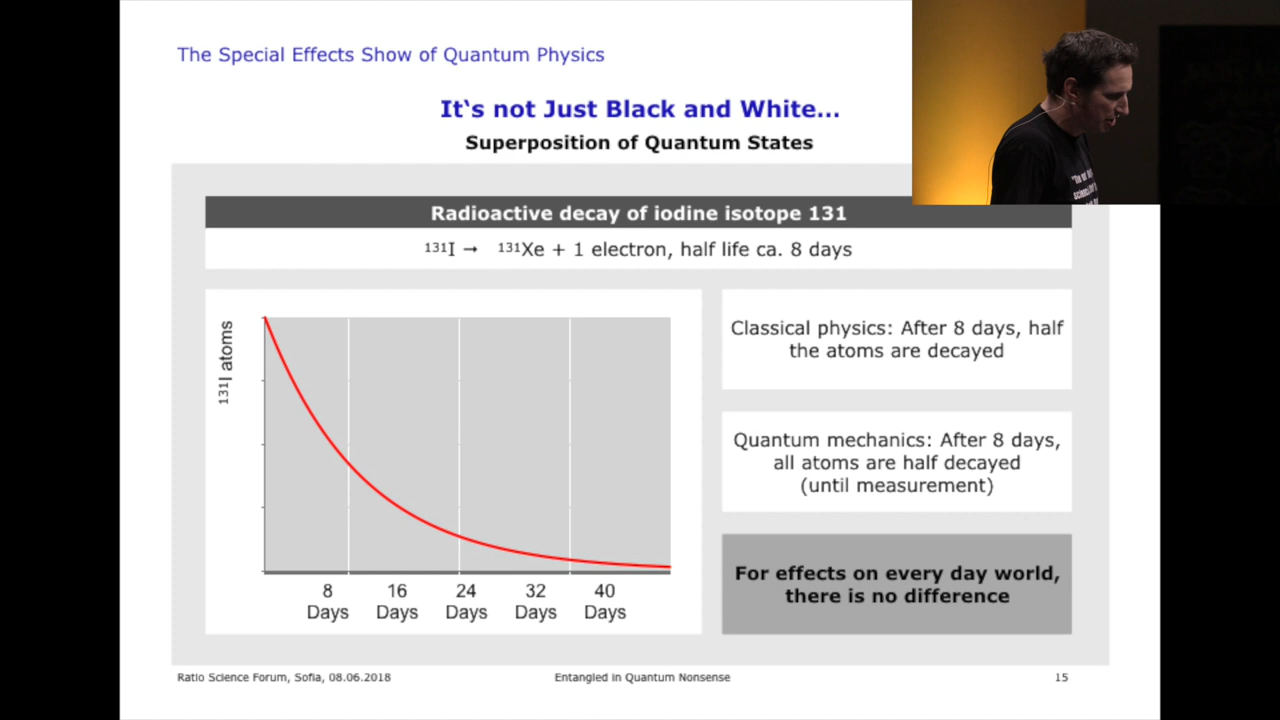 The Special Effects Show of Quantum Physics
It‘s not Just Black and White...
Superposition of Quantum States
Radioactive decay of iodine isotope 131
¹³¹I → ¹³¹Xe + 1 electron, half life ca. 8 days
¹³¹I atoms
8 Days
16 Days
24 Days
32 Days
40 Days
Classical physics: After 8 days, half
the atoms are decayed
Quantum mechanics: After 8 days,
all atoms are half decayed
(until measurement)
For effects on every day world,
there is no difference
Ratio Science Forum, Sofia, 08.06.2018
Entangled in Quantum Nonsense
15